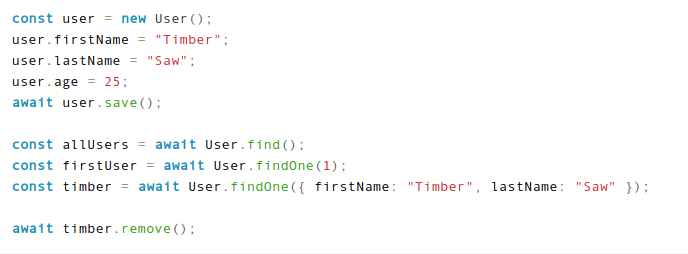 const user = new User();
user.firstName = "Timber";
user.lastName = "Saw";
user.age = 25;
await user.save();
const allUsers = await User.find();
const firstUser = await User.findOne(1);
const timber = await User.findOne({ firstName: "Timber", lastName: "Saw" });
await timber.remove();